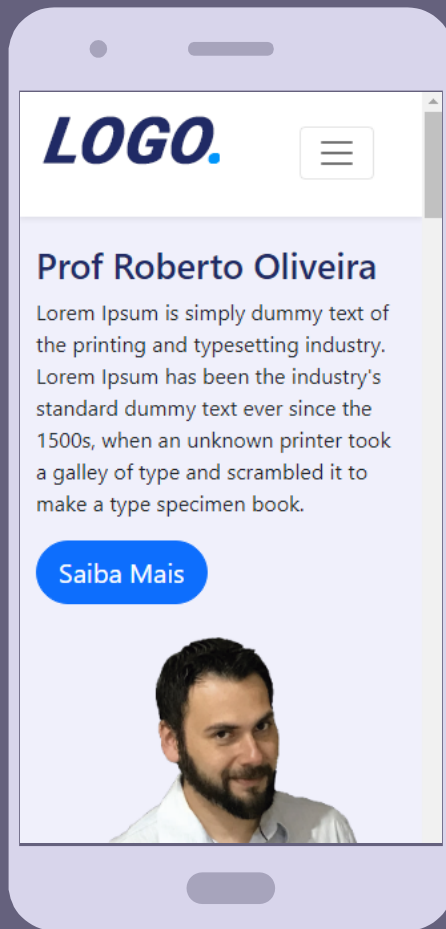 LOGO.
Prof Roberto Oliveira
Lorem Ipsum is simply dummy text of
the printing and typesetting industry.
Lorem Ipsum has been the industry's
standard dummy text ever since the
1500s, when an unknown printer took
a galley of type and scrambled it to
make a type specimen book.
Saiba Mais